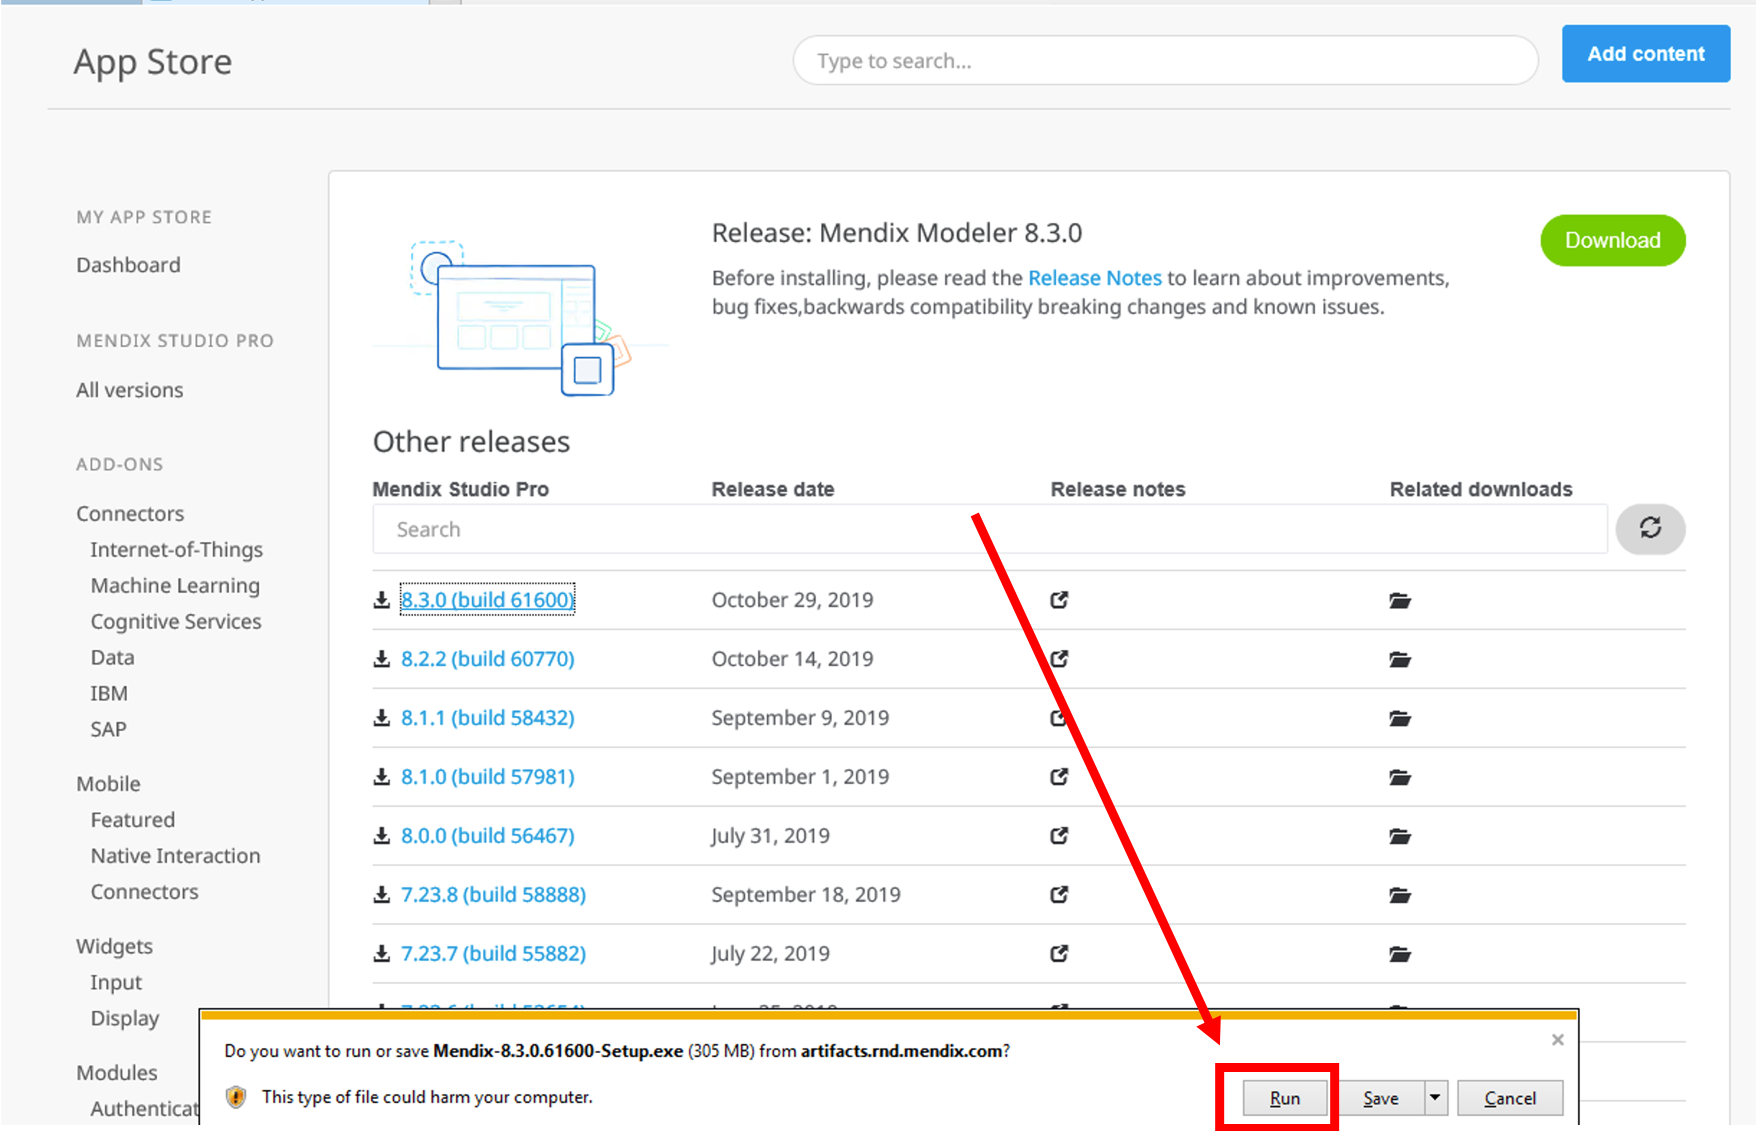 App Store
Type to search...
Add content
MY APP STORE
Dashboard
MENDIX STUDIO PRO
All versions
ADD-ONS
Connectors
Internet-of-Things
Machine Learning
Cognitive Services
Data
IBM
SAP
Mobile
Featured
Native Interaction
Connectors
Widgets
Input
Display
Modules
Authenticat
Release: Mendix Modeler 8.3.0
Download
Before installing, please read the Release Notes to learn about improvements,
bug fixes,backwards compatibility breaking changes and known issues.
Other releases
Mendix Studio Pro Release date Release notes Related downloads
Search
8.3.0 (build 61600) October 29, 2019
8.2.2 (build 60770) October 14, 2019
8.1.1 (build 58432) September 9, 2019
8.1.0 (build 57981) September 1, 2019
8.0.0 (build 56467) July 31, 2019
7.23.8 (build 58888) September 18, 2019
7.23.7 (build 55882) July 22, 2019
Do you want to run or save Mendix-8.3.0.61600-Setup.exe (305 MB) from artifacts.rnd.mendix.com?
This type of file could harm your computer.
Run Save Cancel